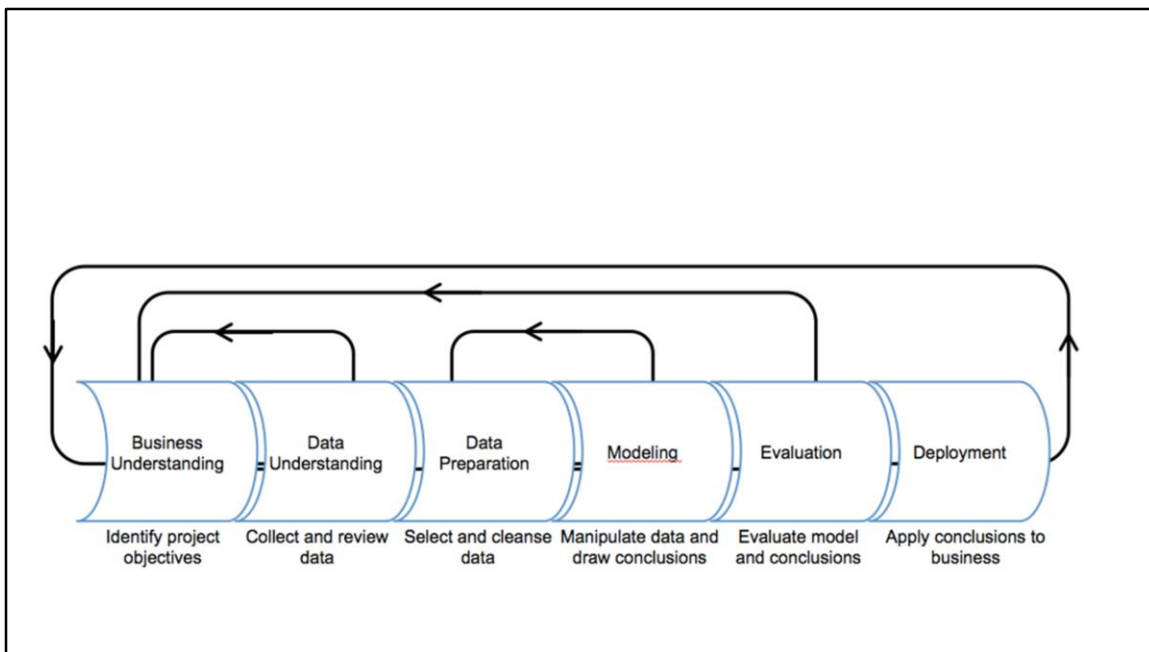 Business
Understanding
Data
Understanding
Data
Preparation
Modeling
Evaluation
Deployment
Identify project
objectives
Collect and review
data
Select and cleanse
data
Manipulate data and
draw conclusions
Evaluate model
and conclusions
Apply conclusions to
business